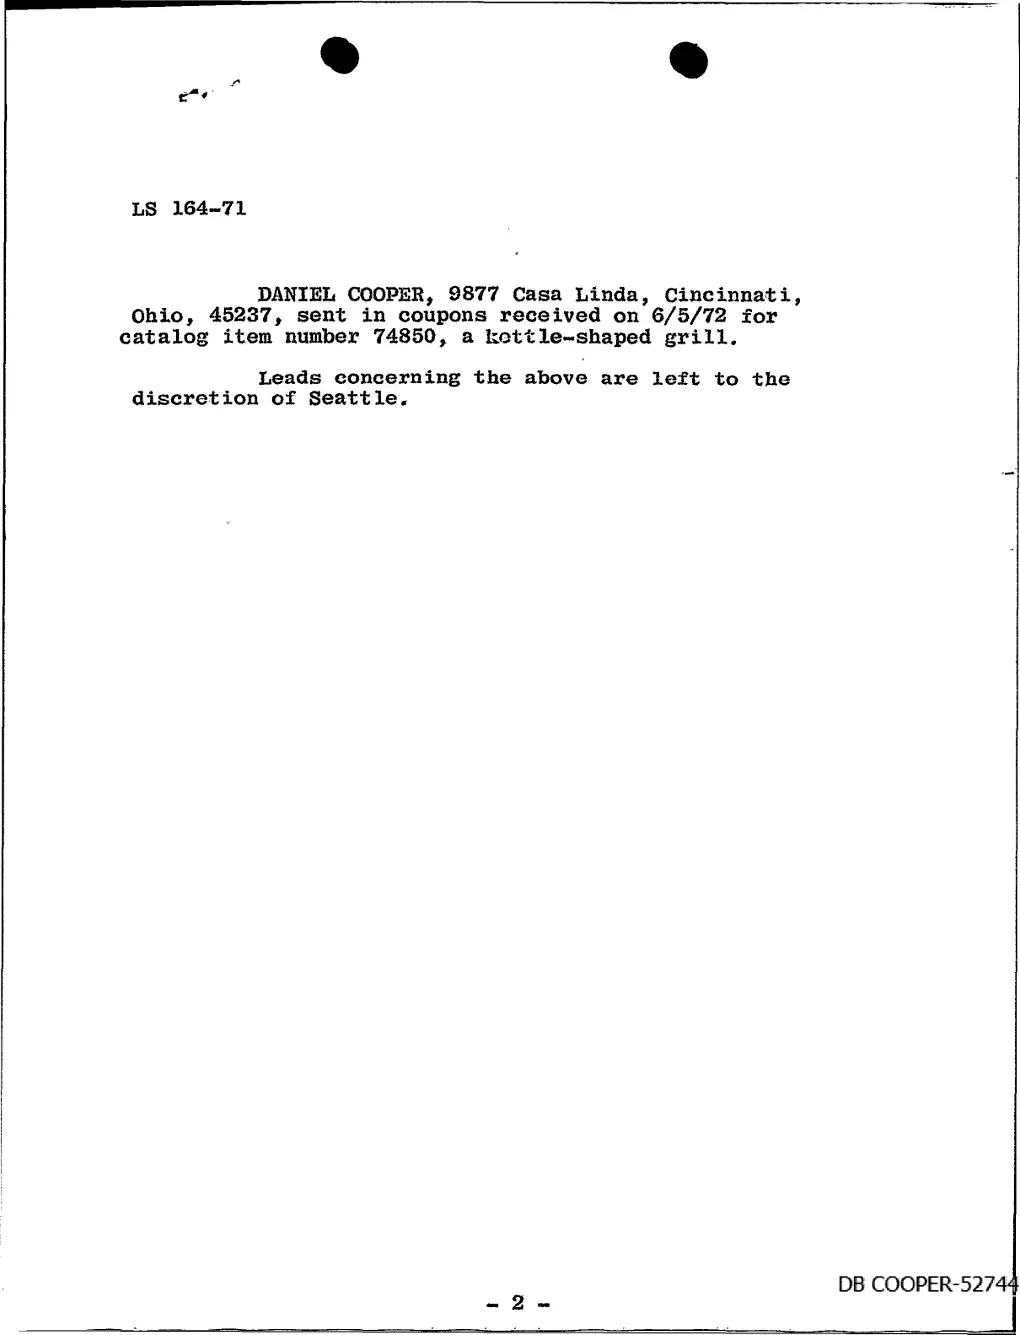 LS 164-71
DANIEL COOPER, 9877 Casa Linda, Cincinnati,
Ohio, 45237, sent in coupons received on 6/5/72 for
catalog item number 74850, a kettle-shaped grill.
Leads concerning the above are left to the
discretion of Seattle.
DB COOPER-52744
- 2 -